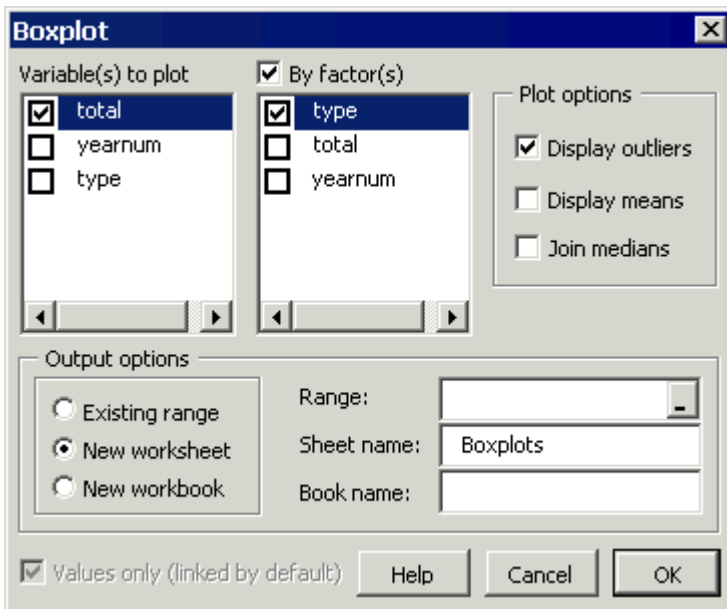 Boxplot
Variable(s) to plot
total
yearnum
type
By factor(s)
type
total
yearnum
Plot options
Display outliers
Display means
Join medians
Output options
Existing range
New worksheet
New workbook
Range:
Sheet name: Boxplots
Book name:
Values only (linked by default)
Help
Cancel
OK